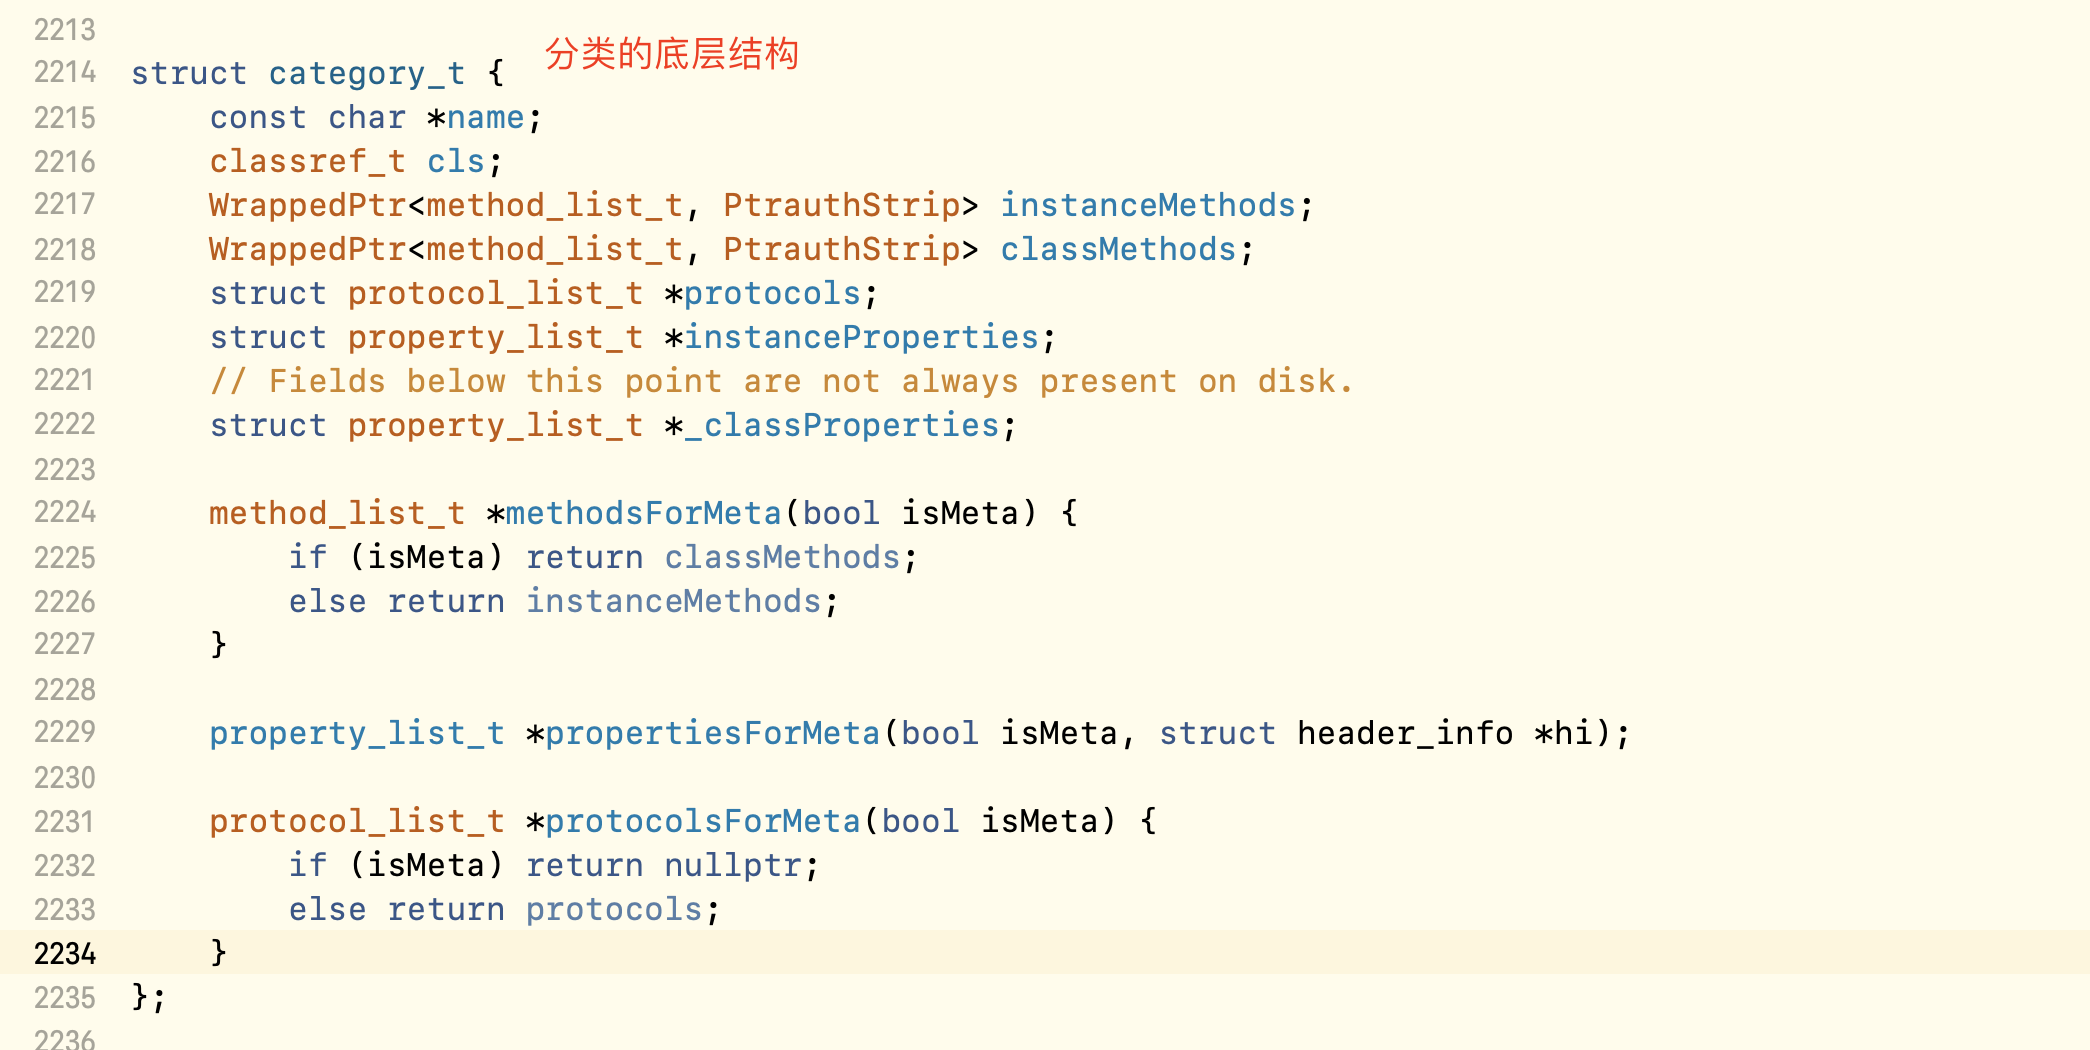 2213
分类的底层结构
2214 struct category_t {
2215     const char *name;
2216     classref_t cls;
2217     WrappedPtr<method_list_t, PtrauthStrip> instanceMethods;
2218     WrappedPtr<method_list_t, PtrauthStrip> classMethods;
2219     struct protocol_list_t *protocols;
2220     struct property_list_t *instanceProperties;
2221     // Fields below this point are not always present on disk.
2222     struct property_list_t *_classProperties;
2223
2224     method_list_t *methodsForMeta(bool isMeta) {
2225         if (isMeta) return classMethods;
2226         else return instanceMethods;
2227     }
2228
2229     property_list_t *propertiesForMeta(bool isMeta, struct header_info *hi);
2230
2231     protocol_list_t *protocolsForMeta(bool isMeta) {
2232         if (isMeta) return nullptr;
2233         else return protocols;
2234     }
2235 };
2236